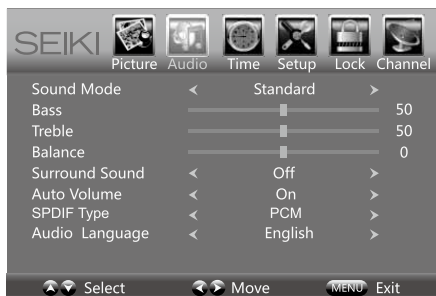 SEIKI
Picture Audio Time Setup Lock Channel
Sound Mode Standard
Bass 50
Treble 50
Balance 0
Surround Sound Off
Auto Volume On
SPDIF Type PCM
Audio Language English
Select Move MENU Exit